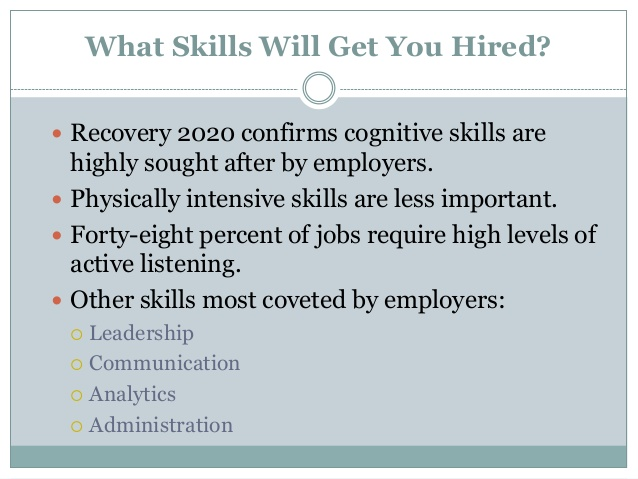 What Skills Will Get You Hired?
Recovery 2020 confirms cognitive skills are
highly sought after by employers.
Physically intensive skills are less important.
Forty-eight percent of jobs require high levels of
active listening.
Other skills most coveted by employers:
Leadership
Communication
Analytics
Administration